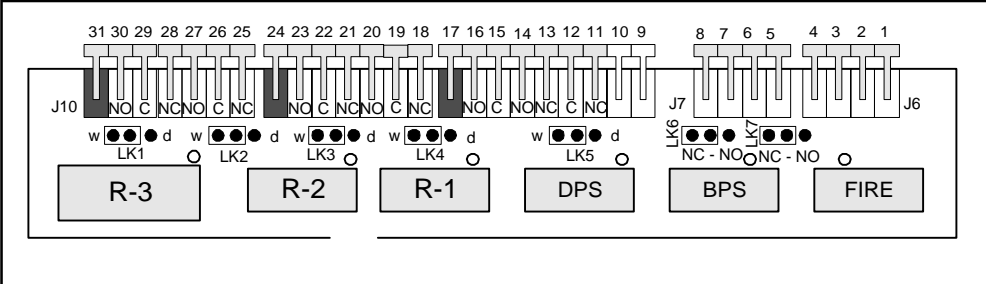 31 30 29 28 27 26 25 24 23 22 21 20 19 18 17 16 15 14 13 12 11 10 9 8 7 6 5 4 3 2 1
J10 NO C NC NO C NC NO C NC NO C NC NO C NO NC C NC J7 J6
w d w d w d w d w d LK6 LK7
LK1 LK2 LK3 LK4 LK5 NC - NO NC - NO
R-3 R-2 R-1 DPS BPS FIRE